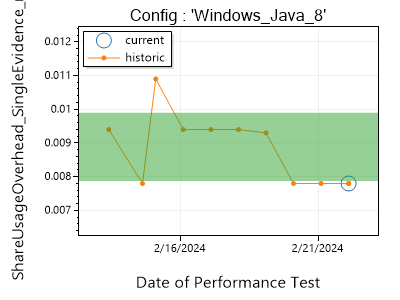 Config : 'Windows_Java_8'
current
historic
0.012
0.011
0.01
0.009
0.008
0.007
2/16/2024
2/21/2024
Date of Performance Test
ShareUsageOverhead_SingleEvidence_